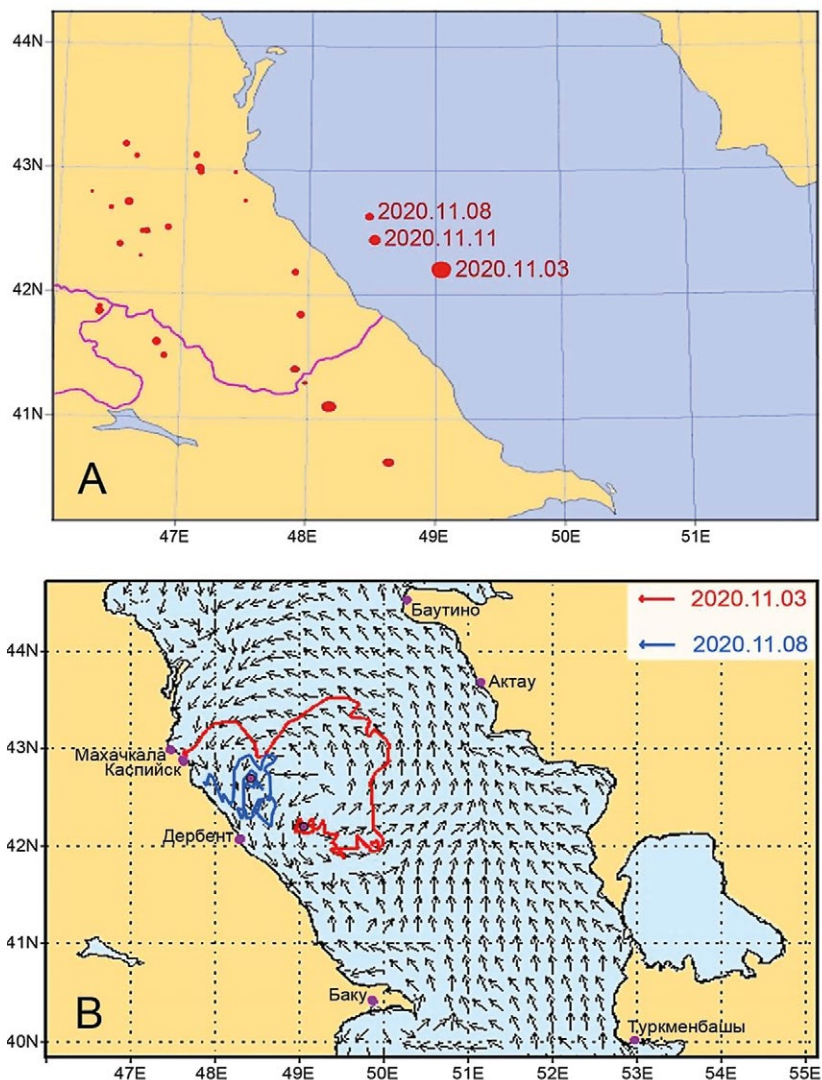 44N
43N
2020.11.08
2020.11.11
2020.11.03
42N
41N
A
47E 48E 49E 50E 51E
2020.11.03
Баутино
2020.11.08
44N
Актау
43N
Махачкала
Каспийск
42N
Дербент
41N
Баку
B
Туркменбашы
40N
47E 48E 49E 50E 51E 52E 53E 54E 55E